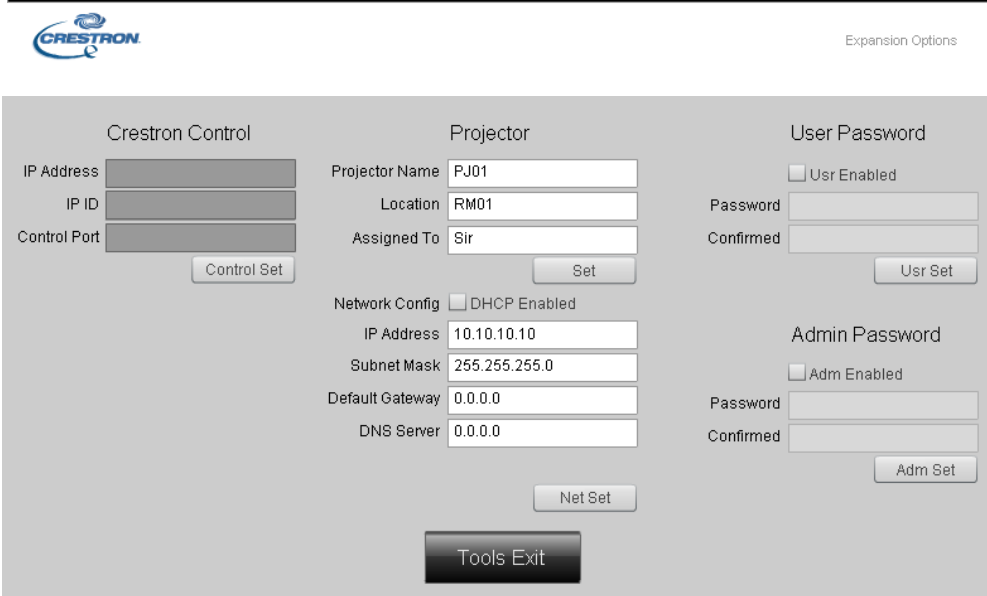 CRESTRON
Expansion Options
Crestron Control
IP Address
IP ID
Control Port
Control Set
Projector
Projector Name PJ01
Location RM01
Assigned To Sir
Set
Network Config DHCP Enabled
IP Address 10.10.10.10
Subnet Mask 255.255.255.0
Default Gateway 0.0.0.0
DNS Server 0.0.0.0
Net Set
User Password
Usr Enabled
Password
Confirmed
Usr Set
Admin Password
Adm Enabled
Password
Confirmed
Adm Set
Tools Exit